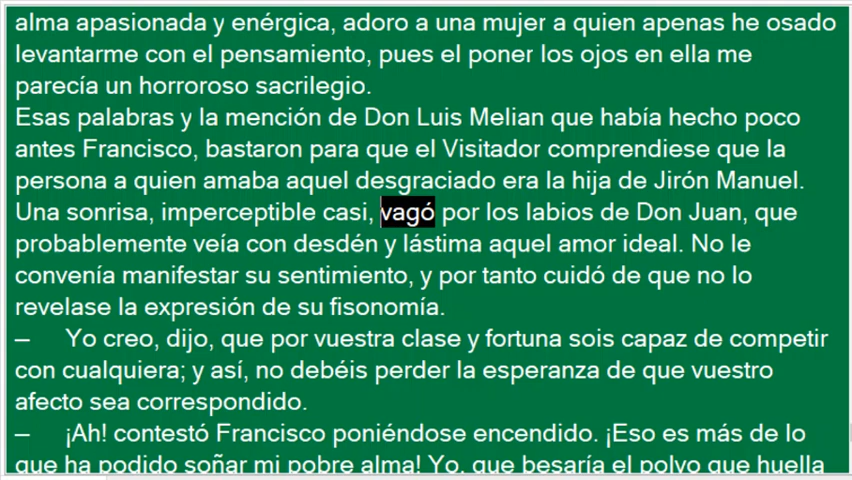 alma apasionada y enérgica, adoro a una mujer a quien apenas he osado
levantarme con el pensamiento, pues el poner los ojos en ella me
parecía un horroroso sacrilegio.
Esas palabras y la mención de Don Luis Melian que había hecho poco
antes Francisco, bastaron para que el Visitador comprendiese que la
persona a quien amaba aquel desgraciado era la hija de Jirón Manuel.
Una sonrisa, imperceptible casi, vagó por los labios de Don Juan, que
probablemente veía con desdén y lástima aquel amor ideal. No le
convenía manifestar su sentimiento, y por tanto cuidó de que no lo
revelase la expresión de su fisonomía.
– Yo creo, dijo, que por vuestra clase y fortuna sois capaz de competir
con cualquiera; y así, no debéis perder la esperanza de que vuestro
afecto sea correspondido.
– ¡Ah! contestó Francisco poniéndose encendido. ¡Eso es más de lo
que ha podido soñar mi pobre alma! Yo, que besaría el polvo que huella